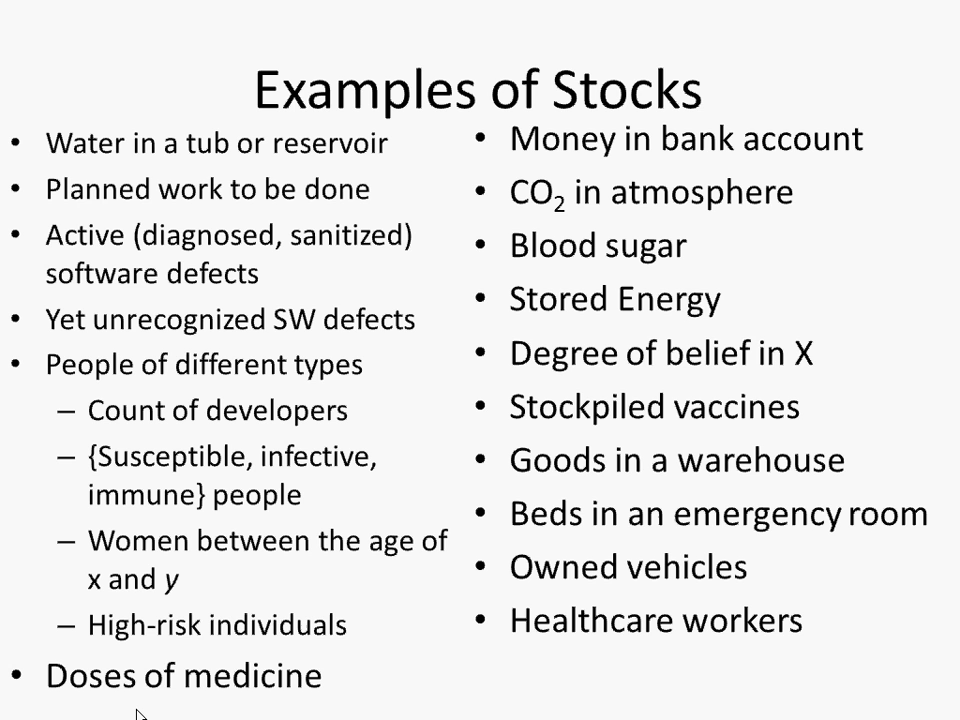 Examples of Stocks
• Water in a tub or reservoir
• Planned work to be done
• Active (diagnosed, sanitized)
software defects
• Yet unrecognized SW defects
• People of different types
– Count of developers
– {Susceptible, infective,
immune} people
– Women between the age of
x and y
– High-risk individuals
• Doses of medicine
• Money in bank account
• CO₂ in atmosphere
• Blood sugar
• Stored Energy
• Degree of belief in X
• Stockpiled vaccines
• Goods in a warehouse
• Beds in an emergency room
• Owned vehicles
• Healthcare workers